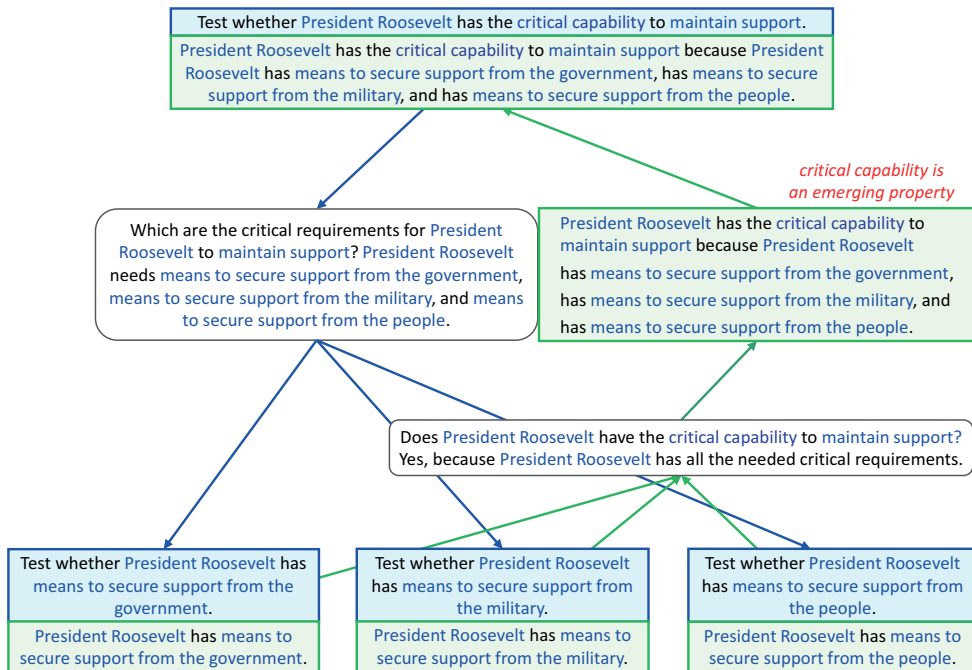 Test whether President Roosevelt has the critical capability to maintain support.
President Roosevelt has the critical capability to maintain support because President
Roosevelt has means to secure support from the government, has means to secure
support from the military, and has means to secure support from the people.
critical capability is
an emerging property
Which are the critical requirements for President
Roosevelt to maintain support? President Roosevelt
needs means to secure support from the government,
means to secure support from the military, and means
to secure support from the people.
President Roosevelt has the critical capability to
maintain support because President Roosevelt
has means to secure support from the government,
has means to secure support from the military, and
has means to secure support from the people.
Does President Roosevelt have the critical capability to maintain support?
Yes, because President Roosevelt has all the needed critical requirements.
Test whether President Roosevelt has
means to secure support from the
government.
President Roosevelt has means to
secure support from the government.
Test whether President Roosevelt
has means to secure support from
the military.
President Roosevelt has means to
secure support from the military.
Test whether President Roosevelt
has means to secure support from
the people.
President Roosevelt has means to
secure support from the people.